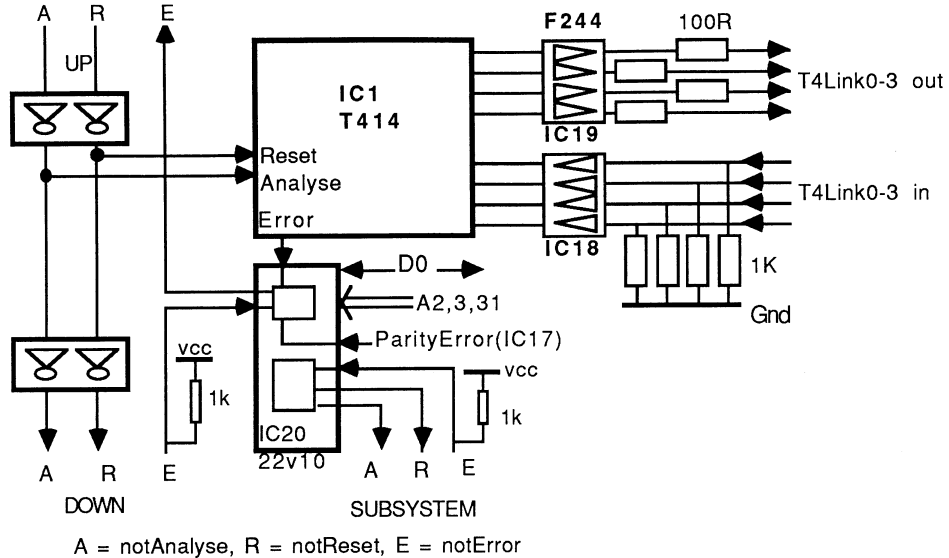 A R E
UP
F244
100R
IC1
T414
T4Link0-3 out
IC19
Reset
Analyse
T4Link0-3 in
Error
IC18
D0
1K
A2,3,31
Gnd
ParityError(IC17)
vcc
vcc
1k
1k
IC20
22v10
A R E
A R E
DOWN
SUBSYSTEM
A = notAnalyse, R = notReset, E = notError